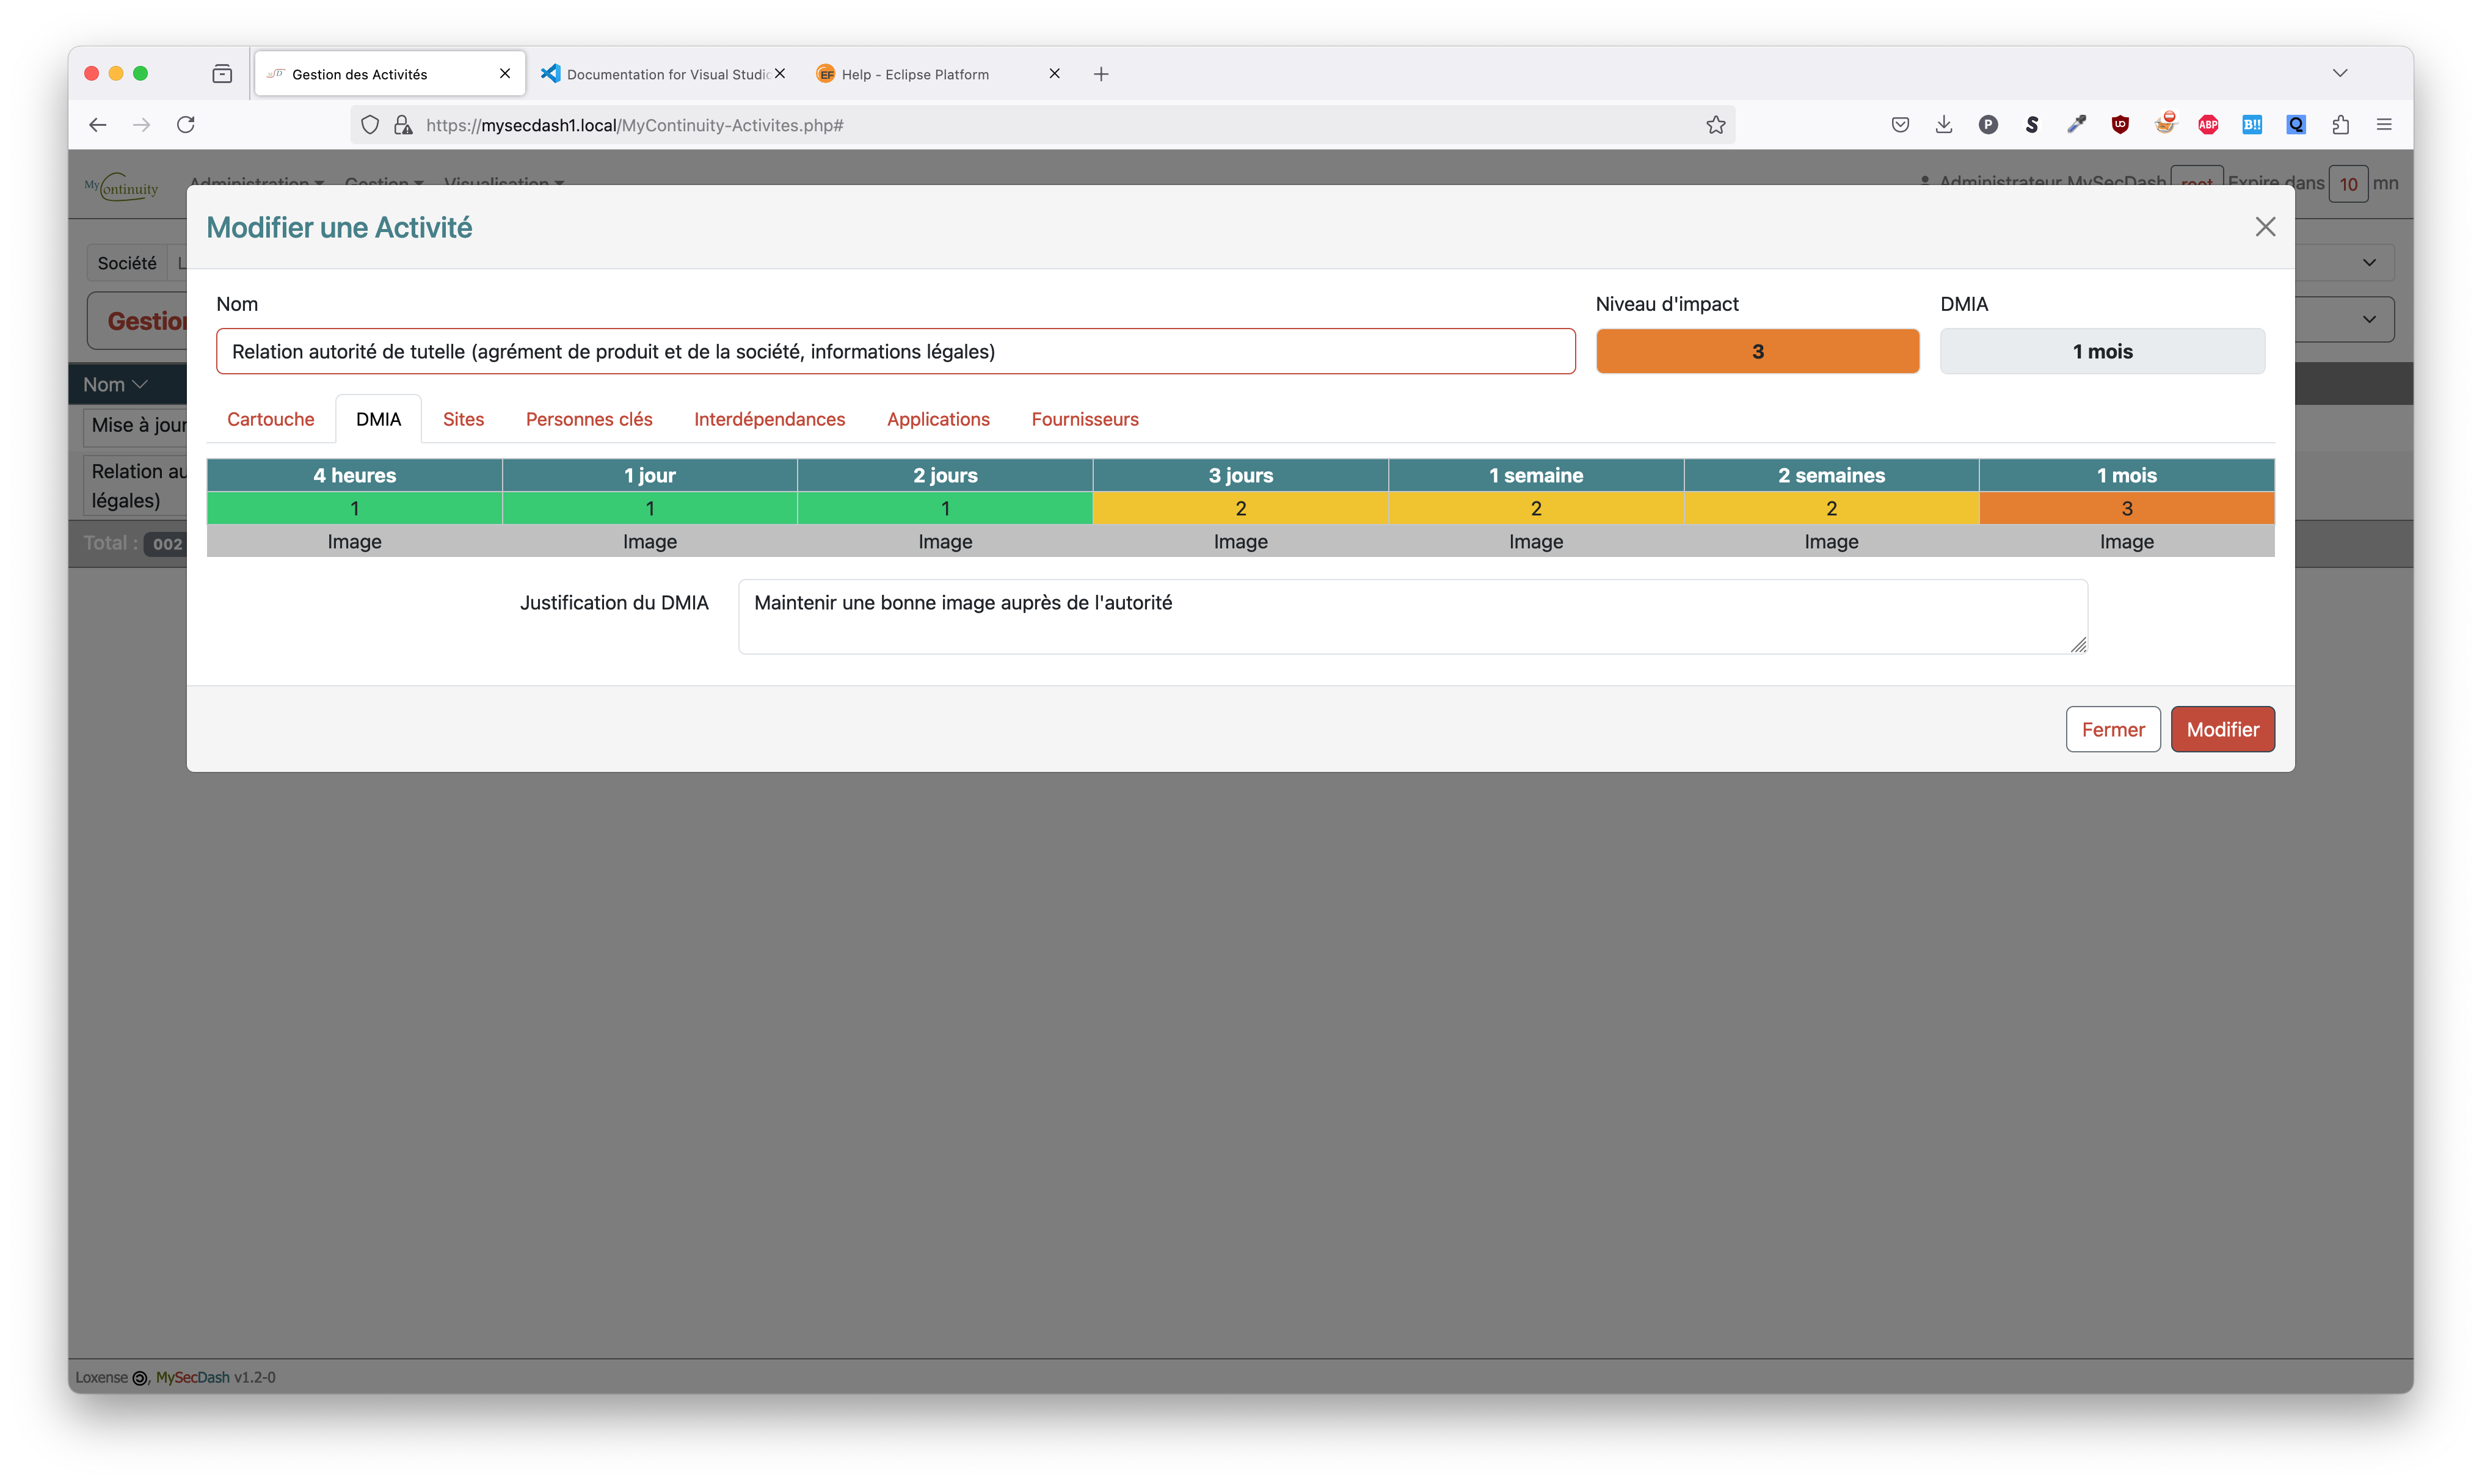 Gestion des Activités
Documentation for Visual Studio
Help - Eclipse Platform
https://mysecdash1.local/MyContinuity-Activites.php#
MyContinuity Administration Gestion Visualisation Administrateur MySecDash root Expire dans 10 mn
Modifier une Activité
Société L
Gestion
Nom Niveau d'impact DMIA
Relation autorité de tutelle (agrément de produit et de la société, informations légales) 3 1 mois
Nom
Mise à jour
Relation au
légales)
Total : 002
Cartouche DMIA Sites Personnes clés Interdépendances Applications Fournisseurs
4 heures 1 jour 2 jours 3 jours 1 semaine 2 semaines 1 mois
1 1 1 2 2 2 3
Image Image Image Image Image Image Image
Justification du DMIA Maintenir une bonne image auprès de l'autorité
Fermer Modifier
Loxense , MySecDash v1.2-0